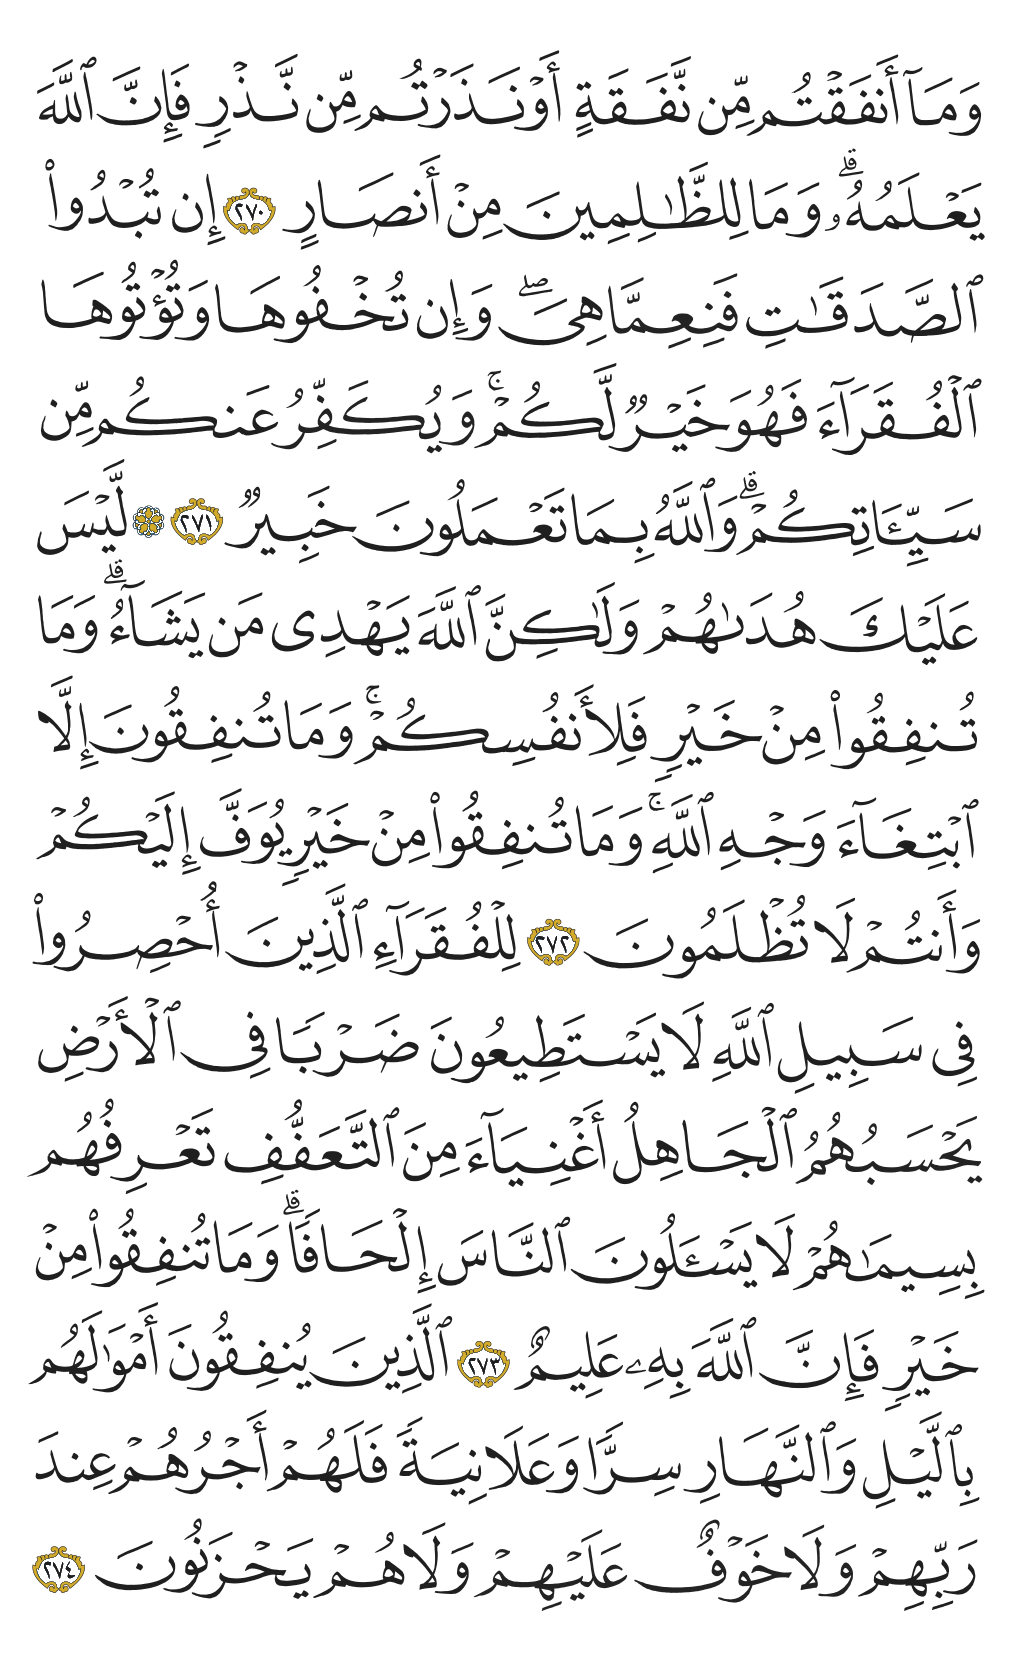 وَمَآ أَنفَقْتُم مِّن نَّفَقَةٍ أَوْ نَذَرْتُم مِّن نَّذْرٍ فَإِنَّ ٱللَّهَ
يَعْلَمُهُۥ ۗ وَمَا لِلظَّـٰلِمِينَ مِنْ أَنصَارٍ ٢٧٠ إِن تُبْدُوا۟
ٱلصَّدَقَـٰتِ فَنِعِمَّا هِىَ ۖ وَإِن تُخْفُوهَا وَتُؤْتُوهَا
ٱلْفُقَرَآءَ فَهُوَ خَيْرٌ لَّكُمْ ۚ وَيُكَفِّرُ عَنكُم مِّن
سَيِّـَٔاتِكُمْ ۗ وَٱللَّهُ بِمَا تَعْمَلُونَ خَبِيرٌ ٢٧١ ۞ لَّيْسَ
عَلَيْكَ هُدَىٰهُمْ وَلَـٰكِنَّ ٱللَّهَ يَهْدِى مَن يَشَآءُ ۗ وَمَا
تُنفِقُوا۟ مِنْ خَيْرٍ فَلِأَنفُسِكُمْ ۚ وَمَا تُنفِقُونَ إِلَّا
ٱبْتِغَآءَ وَجْهِ ٱللَّهِ ۚ وَمَا تُنفِقُوا۟ مِنْ خَيْرٍ يُوَفَّ إِلَيْكُمْ
وَأَنتُمْ لَا تُظْلَمُونَ ٢٧٢ لِلْفُقَرَآءِ ٱلَّذِينَ أُحْصِرُوا۟
فِى سَبِيلِ ٱللَّهِ لَا يَسْتَطِيعُونَ ضَرْبًا فِى ٱلْأَرْضِ
يَحْسَبُهُمُ ٱلْجَاهِلُ أَغْنِيَآءَ مِنَ ٱلتَّعَفُّفِ تَعْرِفُهُم
بِسِيمَـٰهُمْ لَا يَسْـَٔلُونَ ٱلنَّاسَ إِلْحَافًا ۗ وَمَا تُنفِقُوا۟ مِنْ
خَيْرٍ فَإِنَّ ٱللَّهَ بِهِۦ عَلِيمٌ ٢٧٣ ٱلَّذِينَ يُنفِقُونَ أَمْوَٰلَهُم
بِٱلَّيْلِ وَٱلنَّهَارِ سِرًّا وَعَلَانِيَةً فَلَهُمْ أَجْرُهُمْ عِندَ
رَبِّهِمْ وَلَا خَوْفٌ عَلَيْهِمْ وَلَا هُمْ يَحْزَنُونَ ٢٧٤